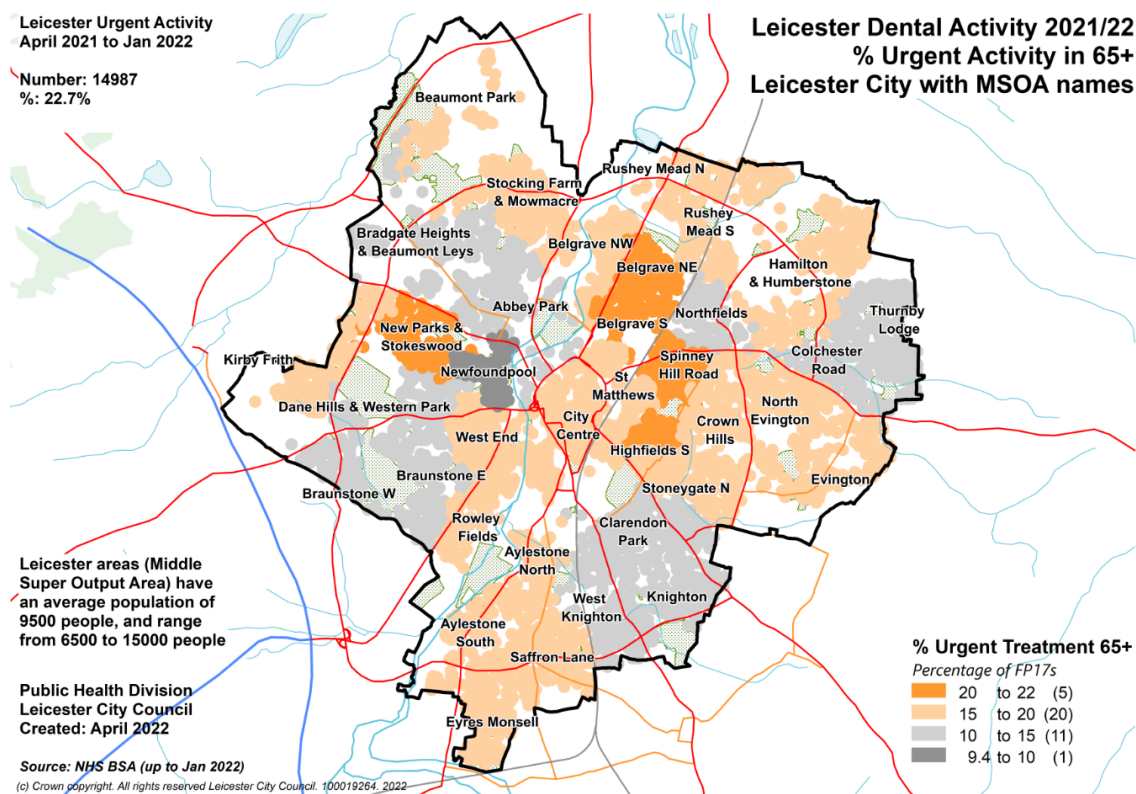 Leicester Urgent Activity
April 2021 to Jan 2022
Number: 14987
%: 22.7%
Leicester Dental Activity 2021/22
% Urgent Activity in 65+
Leicester City with MSOA names
Beaumont Park
Rushey Mead N
Stocking Farm
& Mowmacre
Rushey
Mead S
Bradgate Heights
& Beaumont Leys
Belgrave NW
Belgrave NE
Hamilton
& Humberstone
Abbey Park
Northfields
Thurnby
Lodge
New Parks &
Stokeswood
Belgrave S
Kirby Frith
Newfoundpool
Spinney
Hill Road
Colchester
Road
St
Matthews
Dane Hills & Western Park
City
Centre
Crown
Hills
North
Evington
West End
Highfields S
Braunstone E
Evington
Braunstone W
Stoneygate N
Rowley
Fields
Clarendon
Park
Aylestone
North
West
Knighton
Knighton
Aylestone
South
Saffron Lane
Eyres Monsell
Leicester areas (Middle
Super Output Area) have
an average population of
9500 people, and range
from 6500 to 15000 people
Public Health Division
Leicester City Council
Created: April 2022
Source: NHS BSA (up to Jan 2022)
(c) Crown copyright. All rights reserved Leicester City Council. 100019264. 2022
% Urgent Treatment 65+
Percentage of FP17s
20 to 22 (5)
15 to 20 (20)
10 to 15 (11)
9.4 to 10 (1)